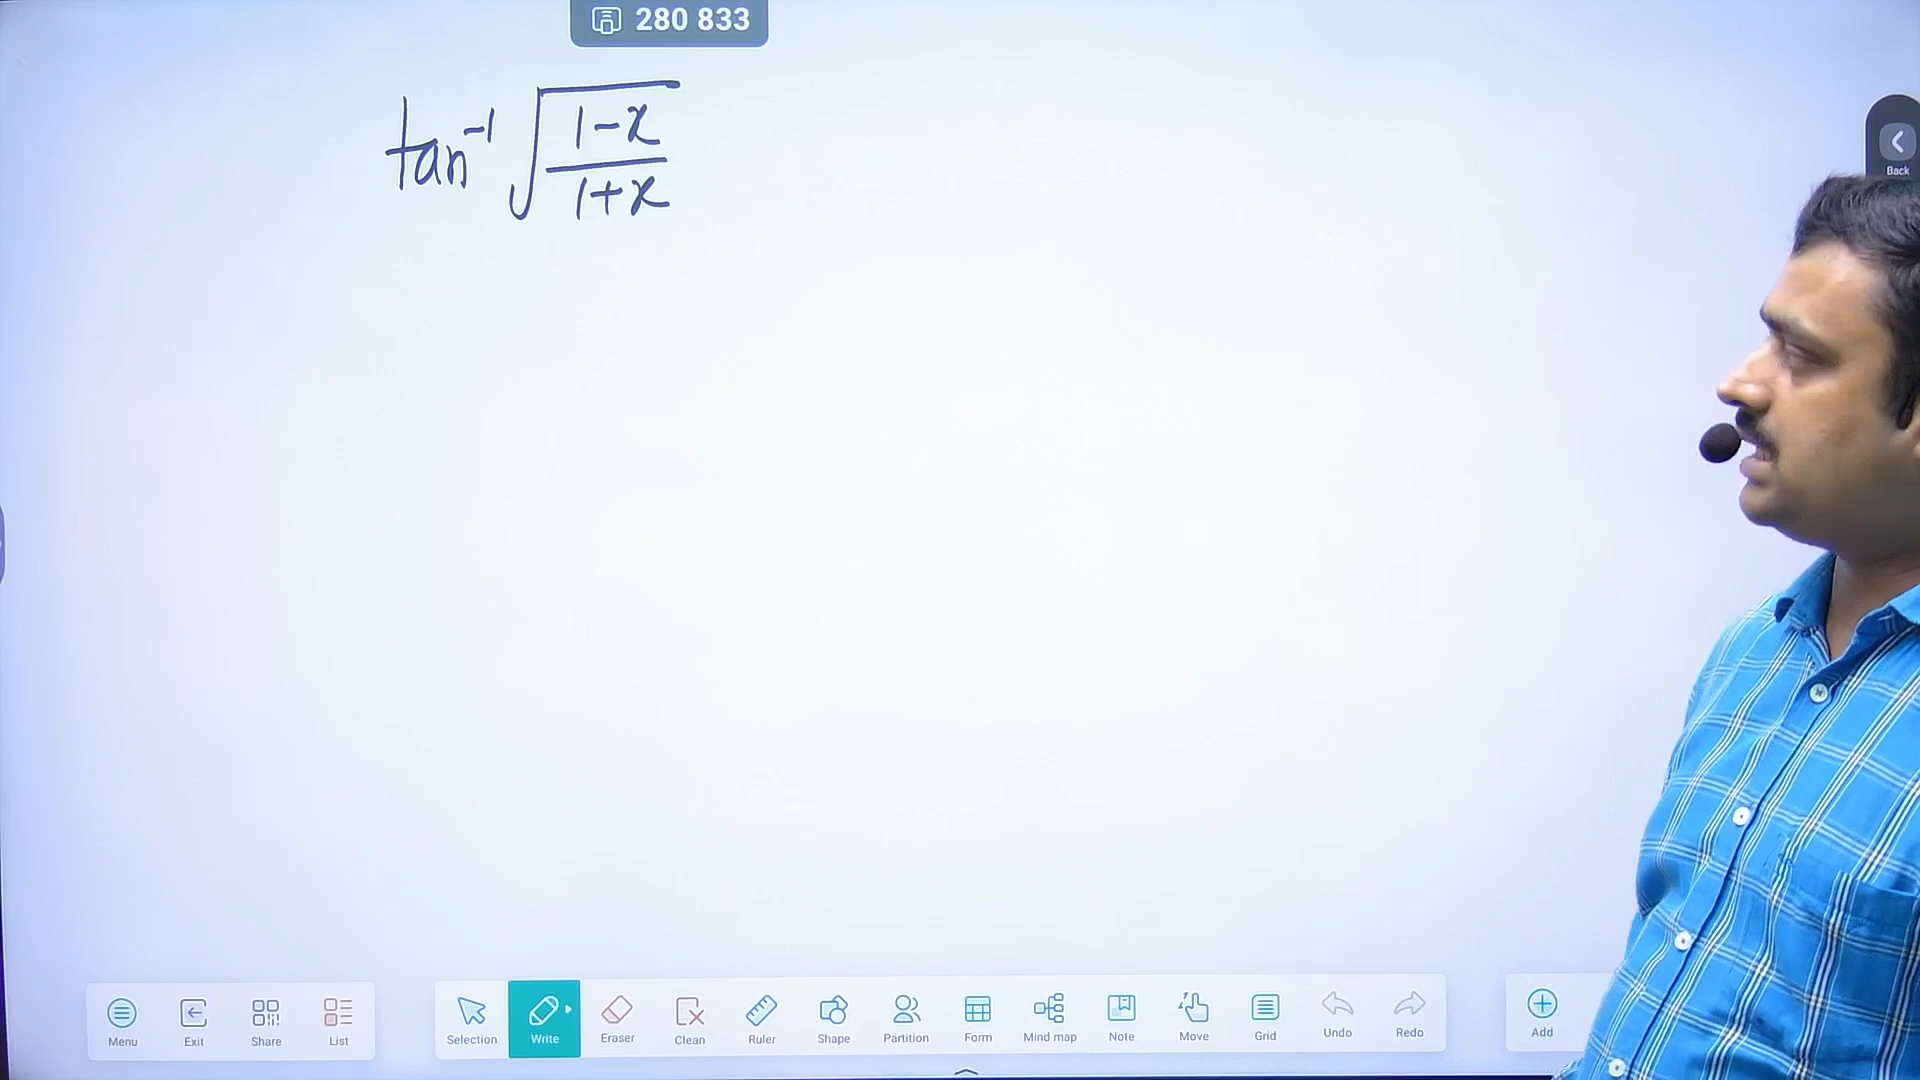 280 833
tan⁻¹ √((1-x)/(1+x))
Back
Menu Exit Share List Selection Write Eraser Clean Ruler Shape Partition Form Mind map Note Move Grid Undo Redo Add